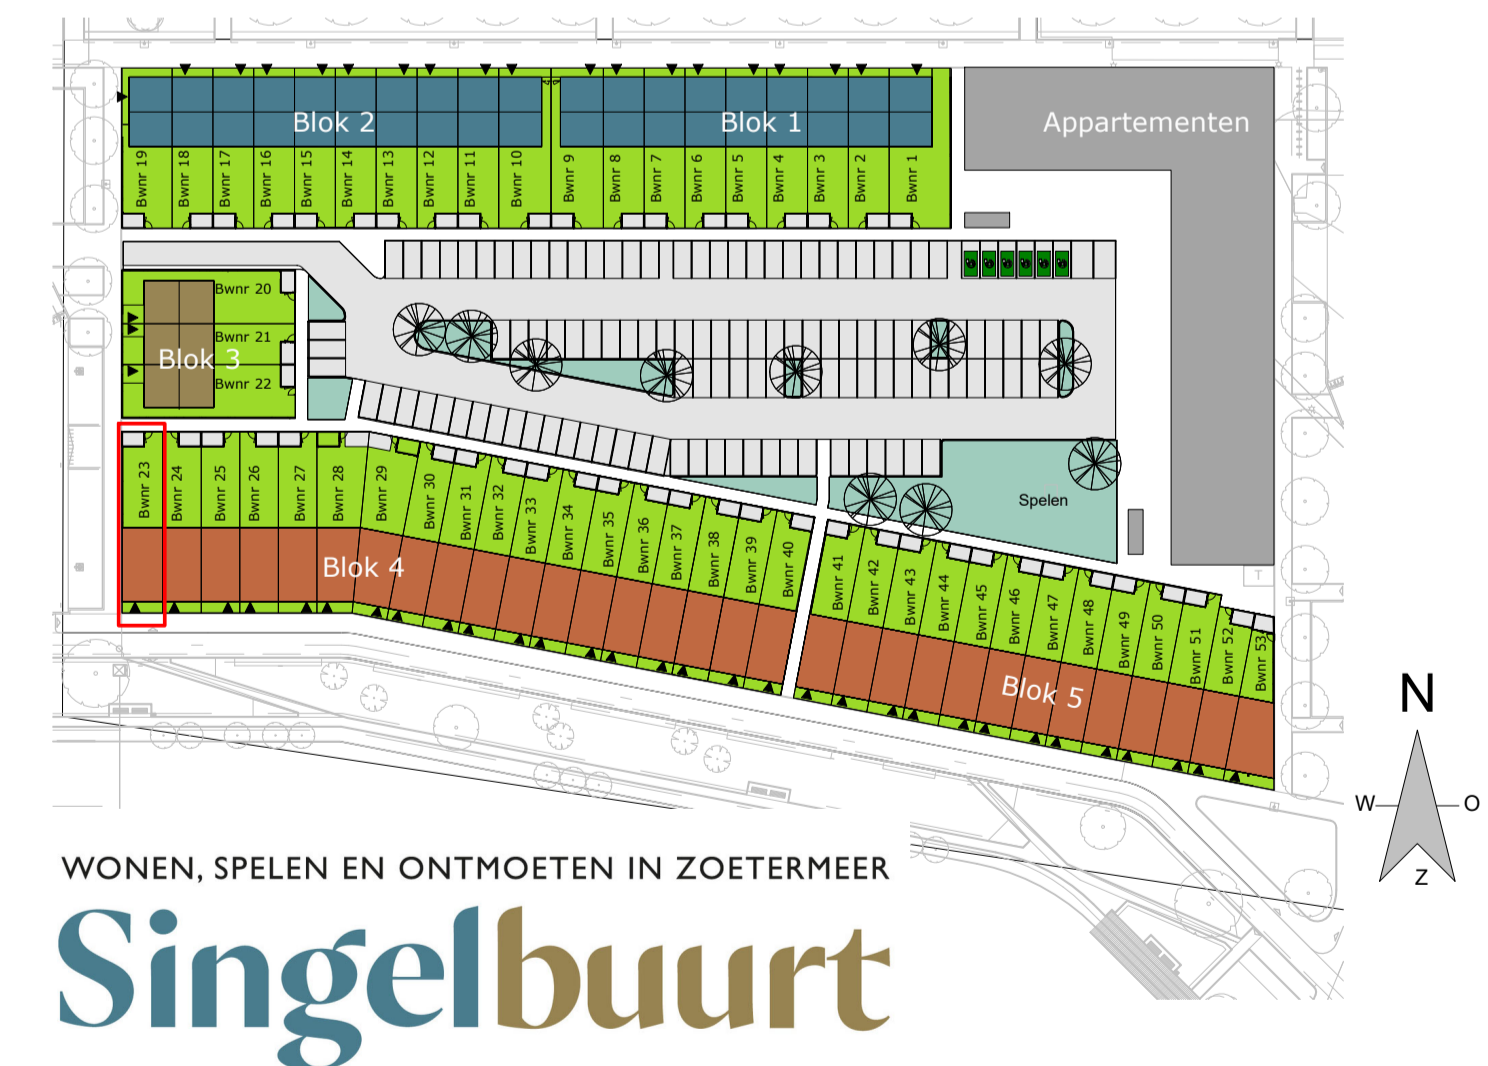 Blok 2
Blok 1
Appartementen
Bwnr 19
Bwnr 18
Bwnr 17
Bwnr 16
Bwnr 15
Bwnr 14
Bwnr 13
Bwnr 12
Bwnr 11
Bwnr 10
Bwnr 9
Bwnr 8
Bwnr 7
Bwnr 6
Bwnr 5
Bwnr 4
Bwnr 3
Bwnr 2
Bwnr 1
Bwnr 20
Bwnr 21
Blok 3
Bwnr 22
Bwnr 23
Bwnr 24
Bwnr 25
Bwnr 26
Bwnr 27
Bwnr 28
Bwnr 29
Bwnr 30
Bwnr 31
Bwnr 32
Bwnr 33
Bwnr 34
Bwnr 35
Bwnr 36
Bwnr 37
Bwnr 38
Bwnr 39
Bwnr 40
Bwnr 41
Bwnr 42
Bwnr 43
Bwnr 44
Bwnr 45
Bwnr 46
Bwnr 47
Bwnr 48
Bwnr 49
Bwnr 50
Bwnr 51
Bwnr 52
Bwnr 53
Spelen
T
Blok 4
Blok 5
N
W
O
Z
WONEN, SPELEN EN ONTMOETEN IN ZOETERMEER
Singelbuurt